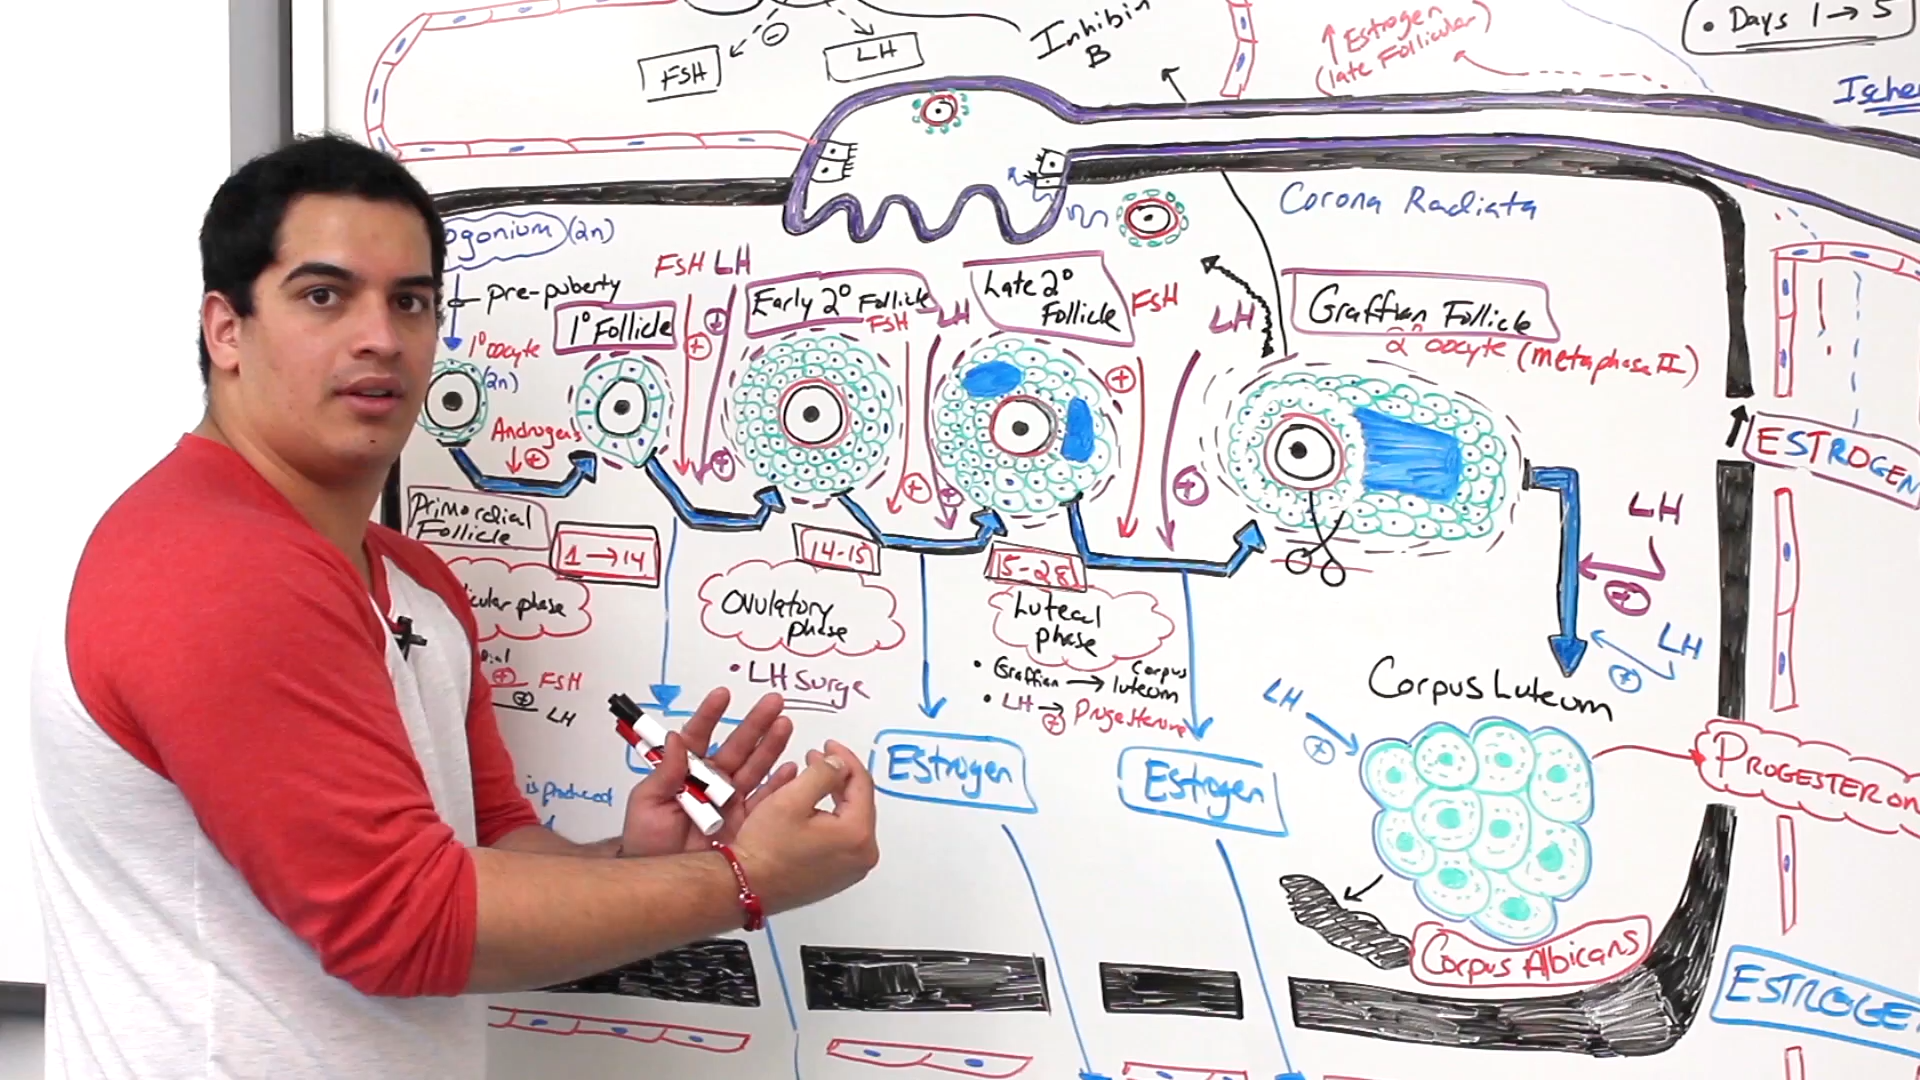 FSH
LH
Inhibin
B
↑ Estrogen
(late Follicular)
• Days 1 → 5
Corona Radiata
(2n)
pre-puberty
FSH LH
1° Follicle
Early 2° Follicle
Late 2°
Follicle
FSH
LH
FSH
LH
Graffian Follicle
2° oocyte (metaphase II)
1° oocyte
(2n)
Androgens
⊕
Primordial
Follicle
1 → 14
14-15
15-28
phase
Ovulatory
phase
• LH Surge
Luteal
phase
• Graffian → Corpus
luteum
• LH → ⊕ Progesterone
FSH
LH
is produced
Estrogen
Estrogen
LH
⊕
LH
⊕
LH
⊕
Corpus Luteum
Corpus Albicans
ESTROGEN
PROGESTERON
ESTROGE